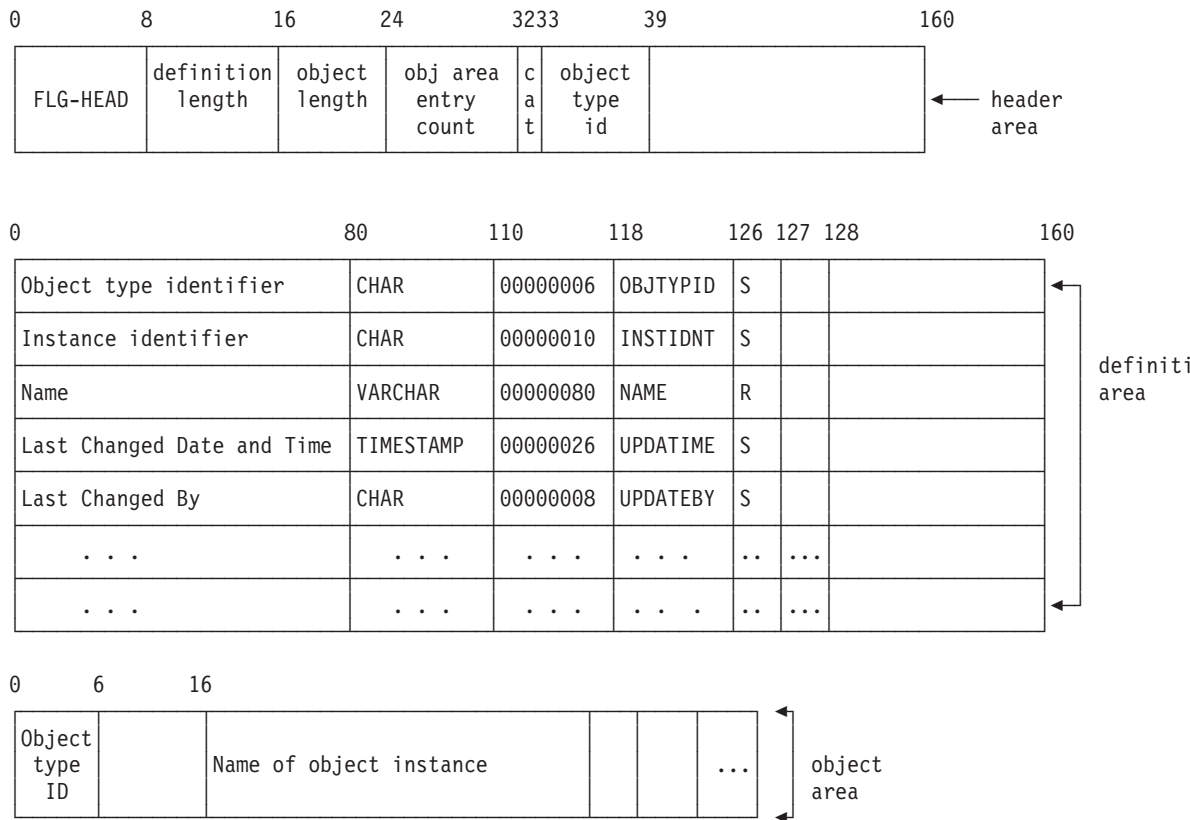 0 8 16 24 3233 39 160
FLG-HEAD definition length object length obj area entry count cat object type id
header area
0 80 110 118 126 127 128 160
Object type identifier CHAR 00000006 OBJTYPID S
Instance identifier CHAR 00000010 INSTIDNT S
Name VARCHAR 00000080 NAME R
Last Changed Date and Time TIMESTAMP 00000026 UPDATIME S
Last Changed By CHAR 00000008 UPDATEBY S
. . . . . . . . . . . . .. ...
. . . . . . . . . . . . .. ...
definiti
area
0 6 16
Object type ID Name of object instance ...
object area